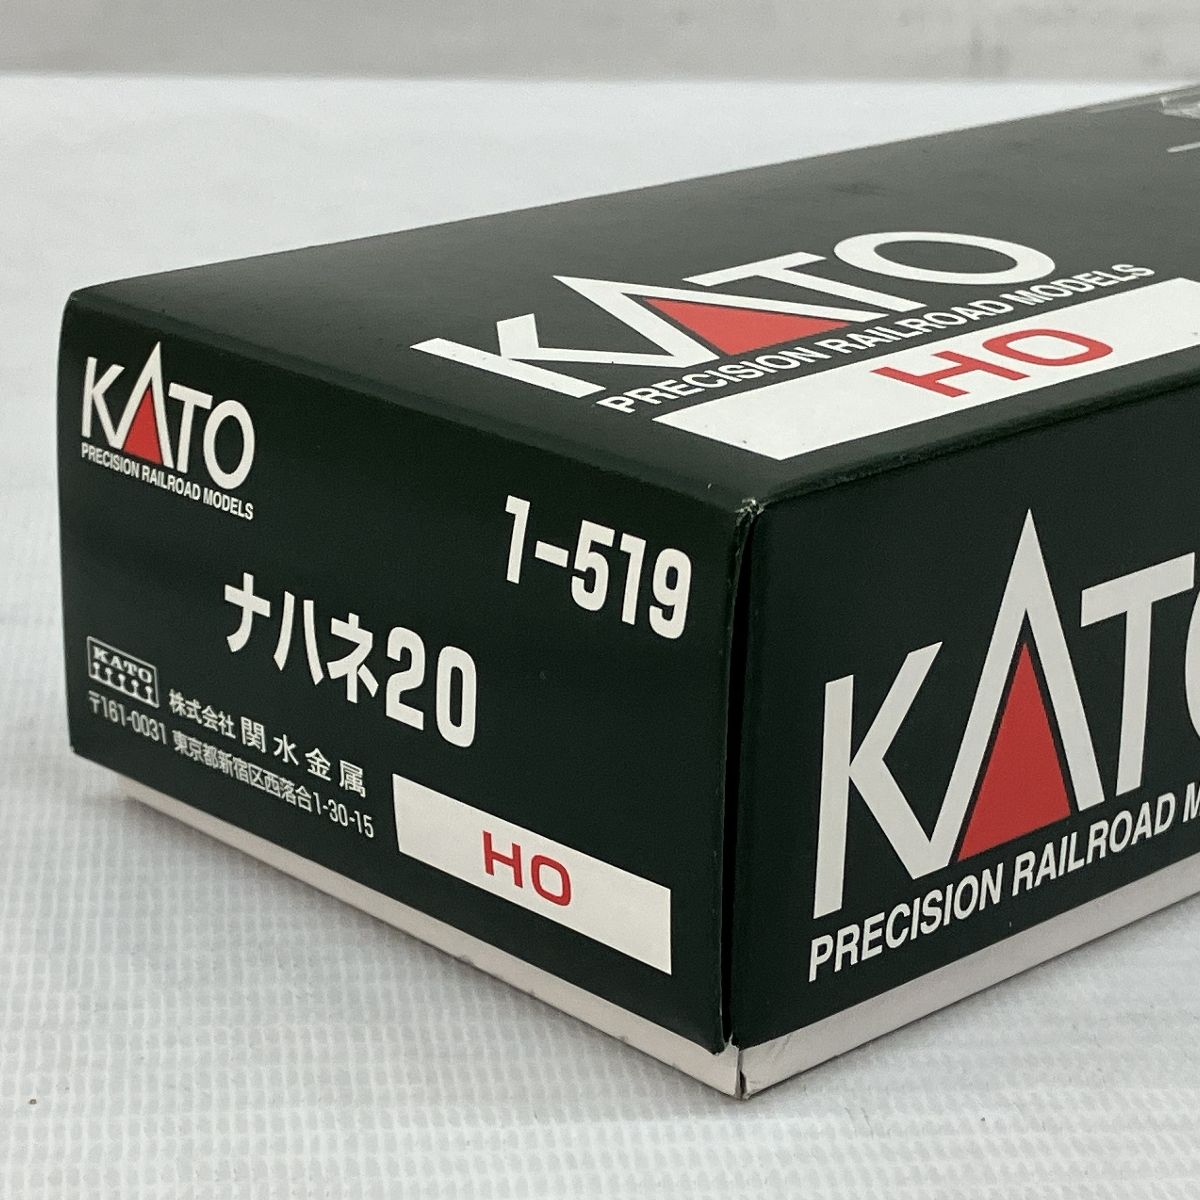 KATO
PRECISION RAILROAD MODELS
HO
KATO
PRECISION RAILROAD MODELS
1-519
ナハネ20
KATO
株式会社 関水金属
〒161-0031 東京都新宿区西落合1-30-15
HO
KATO
PRECISION RAILROAD M